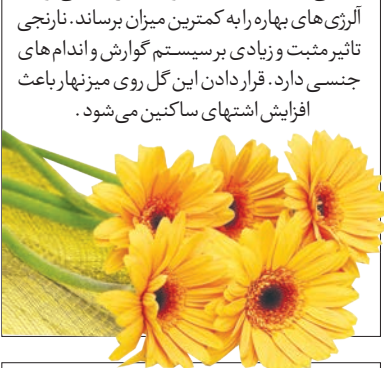 آلرژی‌های بهاره را به کمترین میزان برساند. نارنجی
تاثیر مثبت و زیادی بر سیستم گوارش و اندام‌های
جنسی دارد. قرار دادن این گل روی میز نهار باعث
افزایش اشتهای ساکنین می‌شود.